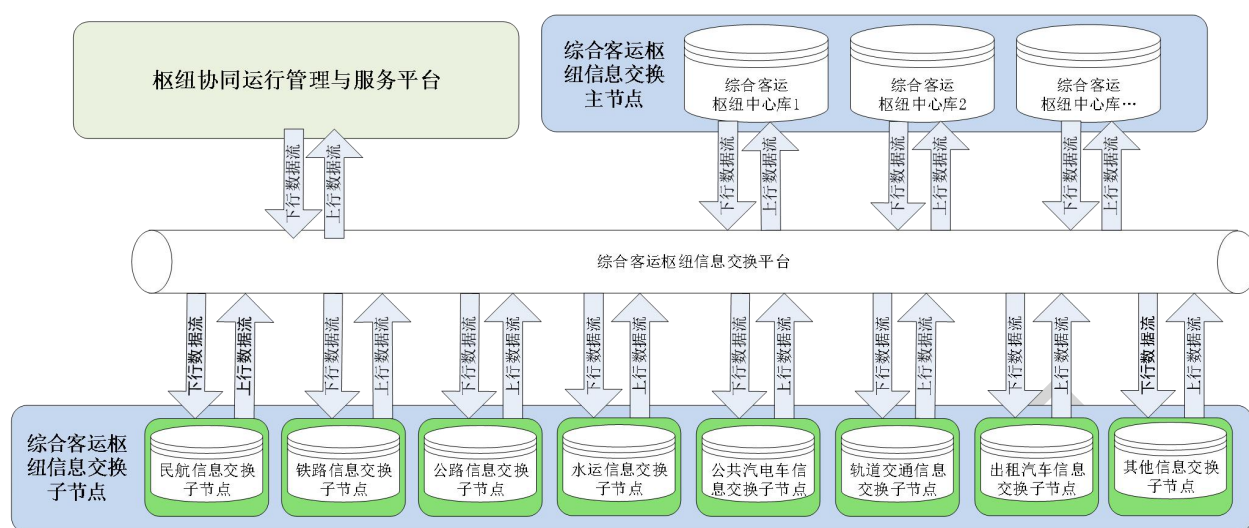 枢纽协同运行管理与服务平台
综合客运枢
纽信息交换
主节点
综合客运
枢纽中心库1
综合客运
枢纽中心库2
综合客运
枢纽中心库…
下行数据流
上行数据流
下行数据流
上行数据流
下行数据流
上行数据流
下行数据流
上行数据流
综合客运枢纽信息交换平台
下行数据流
上行数据流
下行数据流
上行数据流
下行数据流
上行数据流
下行数据流
上行数据流
下行数据流
上行数据流
下行数据流
上行数据流
下行数据流
上行数据流
下行数据流
上行数据流
综合客运枢
纽信息交换
子节点
民航信息交换
子节点
铁路信息交换
子节点
公路信息交换
子节点
水运信息交换
子节点
公共汽电车信
息交换子节点
轨道交通信息
交换子节点
出租汽车信息
交换子节点
其他信息交换
子节点